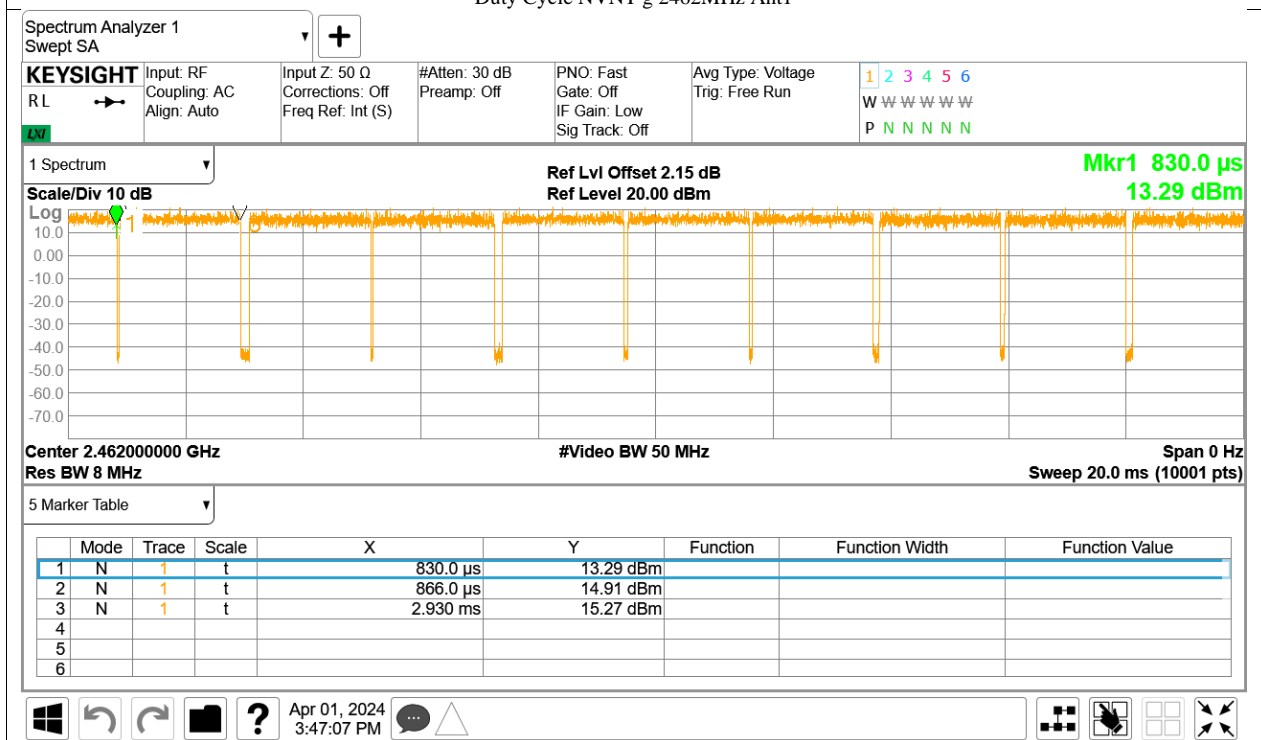 Duty Cycle NVNT g 2462MHz Ant1
Spectrum Analyzer 1
Swept SA
KEYSIGHT
RL
LXI
Input: RF
Coupling: AC
Align: Auto
Input Z: 50 Ω
Corrections: Off
Freq Ref: Int (S)
#Atten: 30 dB
Preamp: Off
PNO: Fast
Gate: Off
IF Gain: Low
Sig Track: Off
Avg Type: Voltage
Trig: Free Run
1 2 3 4 5 6
W W W W W W
P N N N N N
1 Spectrum
Scale/Div 10 dB
Ref Lvl Offset 2.15 dB
Ref Level 20.00 dBm
Mkr1 830.0 µs
13.29 dBm
Log
10.0
0.00
-10.0
-20.0
-30.0
-40.0
-50.0
-60.0
-70.0
1
Center 2.462000000 GHz
#Video BW 50 MHz
Span 0 Hz
Res BW 8 MHz
Sweep 20.0 ms (10001 pts)
5 Marker Table
Mode Trace Scale X Y Function Function Width Function Value
1 N 1 t 830.0 µs 13.29 dBm
2 N 1 t 866.0 µs 14.91 dBm
3 N 1 t 2.930 ms 15.27 dBm
4
5
6
?
Apr 01, 2024
3:47:07 PM